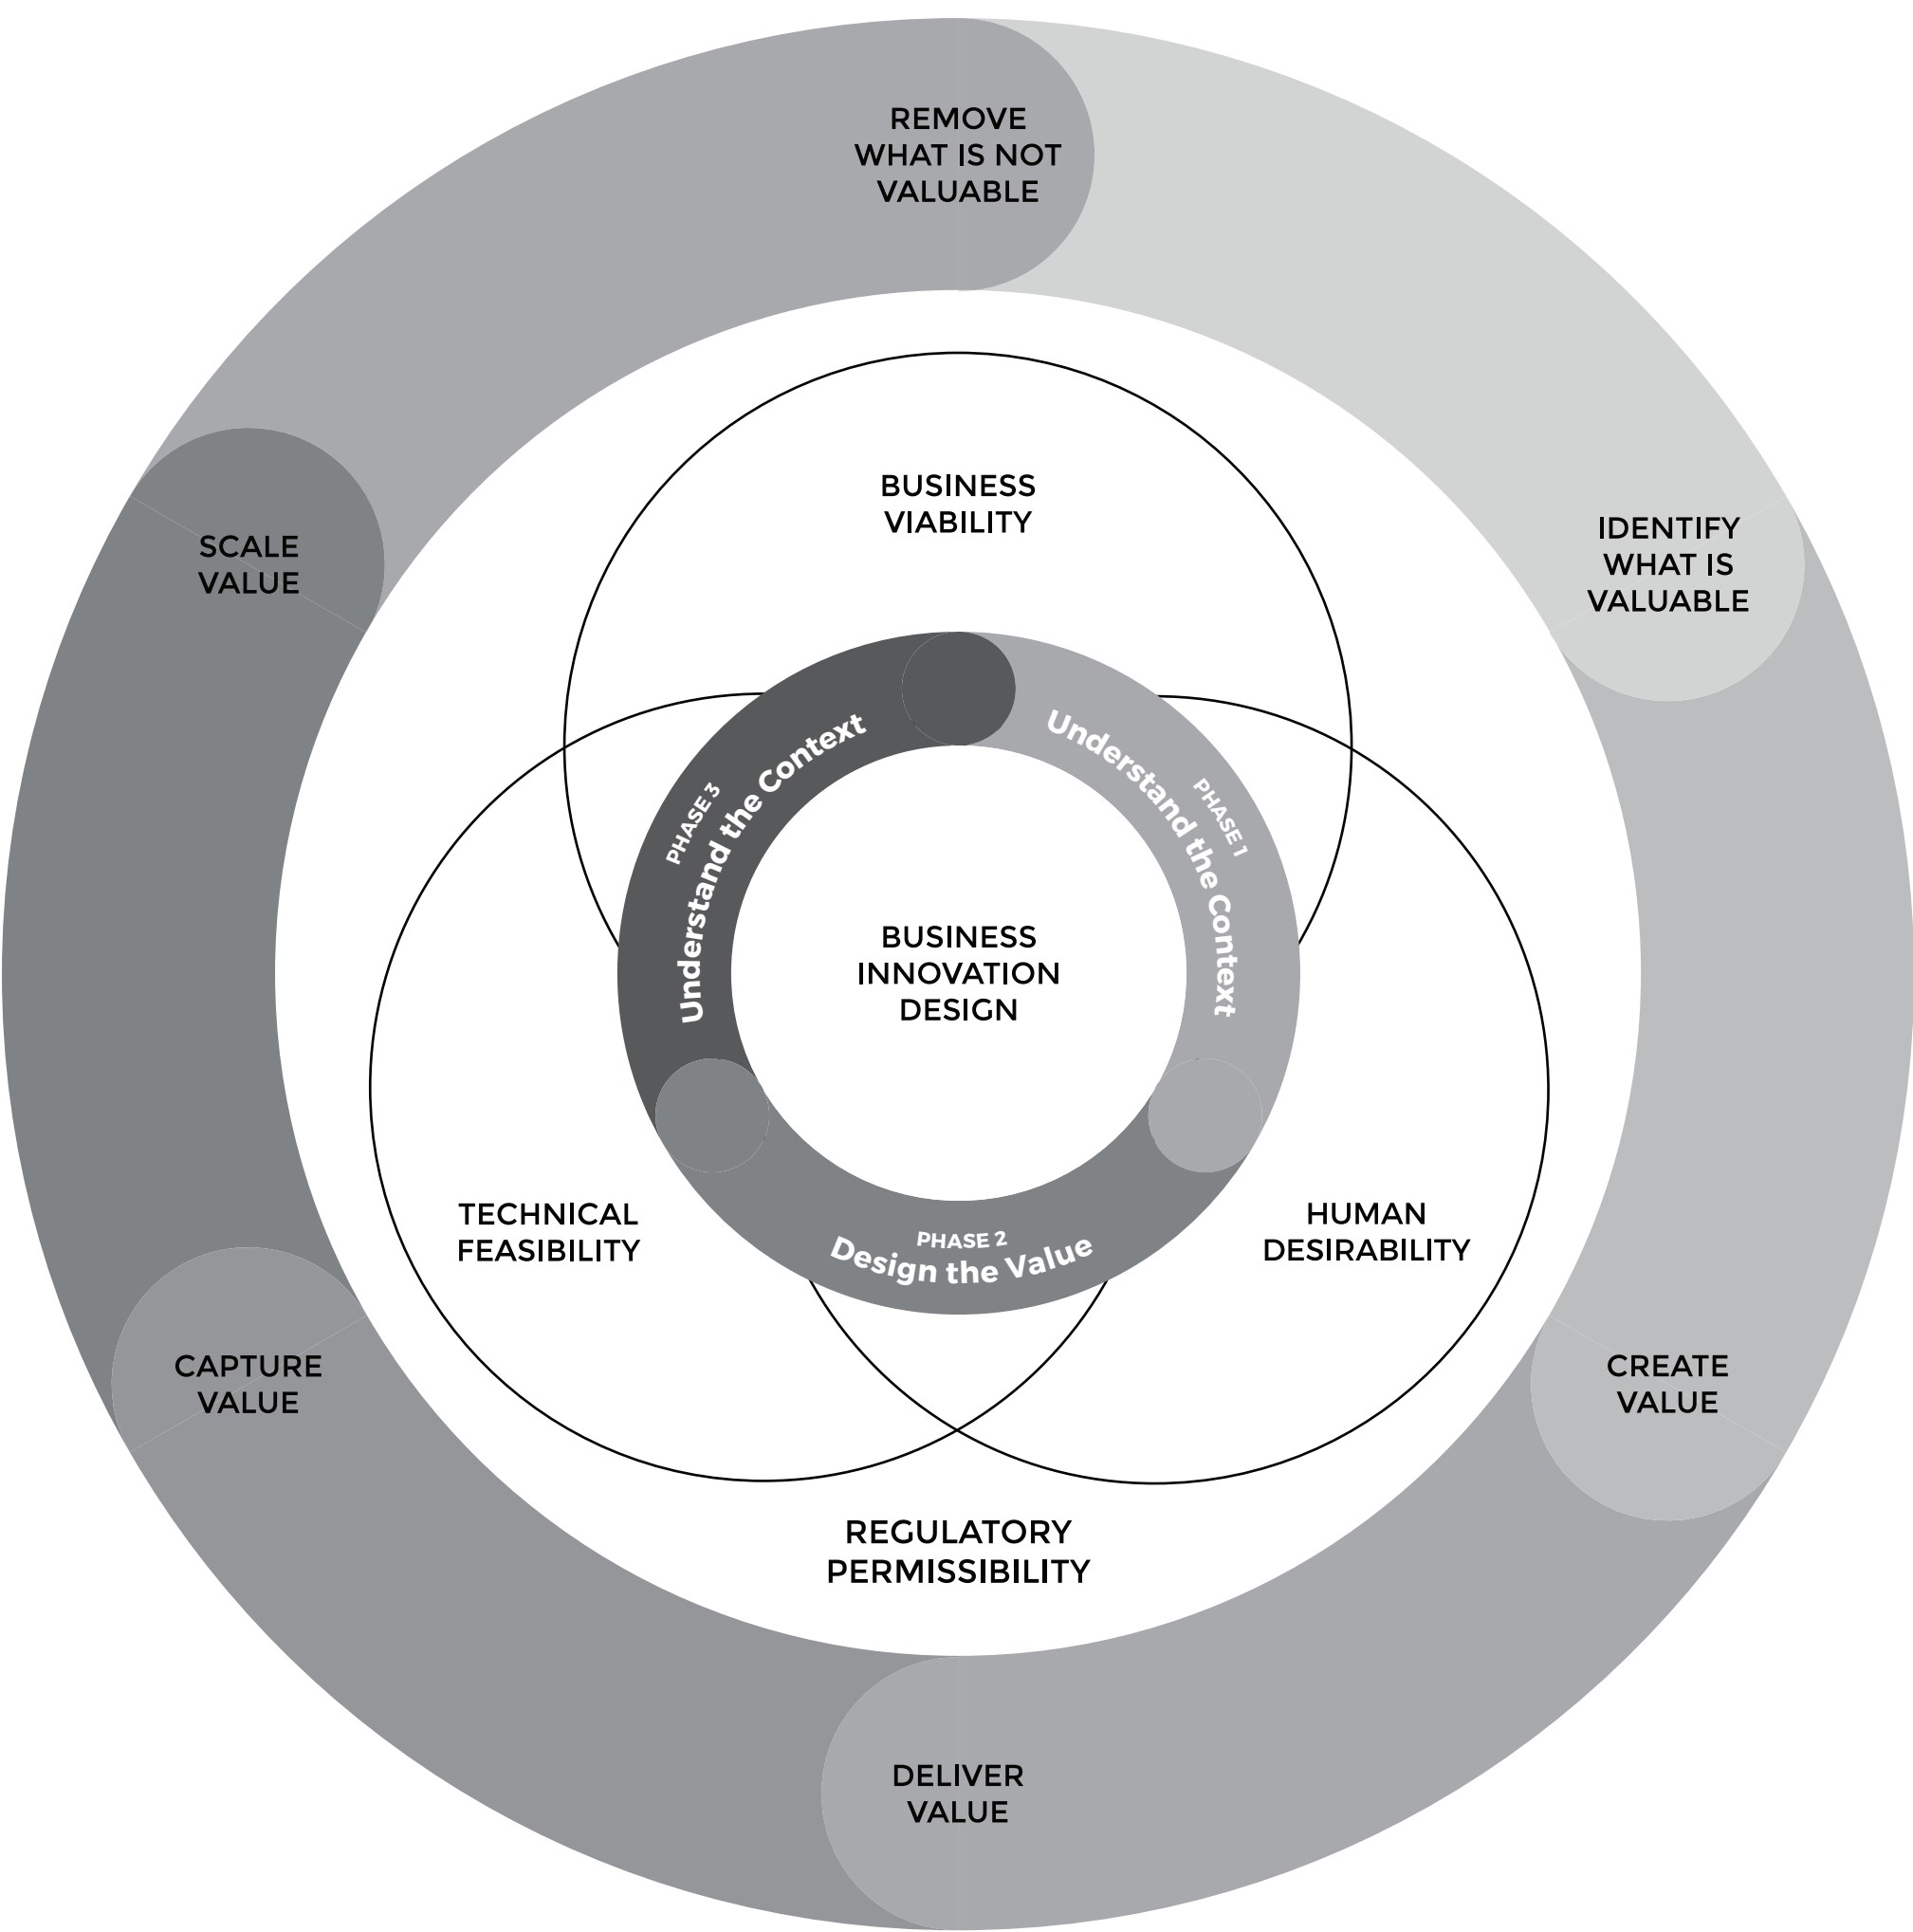 REMOVE
WHAT IS NOT
VALUABLE
IDENTIFY
WHAT IS
VALUABLE
CREATE
VALUE
DELIVER
VALUE
CAPTURE
VALUE
SCALE
VALUE
BUSINESS
VIABILITY
HUMAN
DESIRABILITY
TECHNICAL
FEASIBILITY
REGULATORY
PERMISSIBILITY
PHASE 1
Understand the Context
PHASE 2
Design the Value
PHASE 3
Understand the Context
BUSINESS
INNOVATION
DESIGN